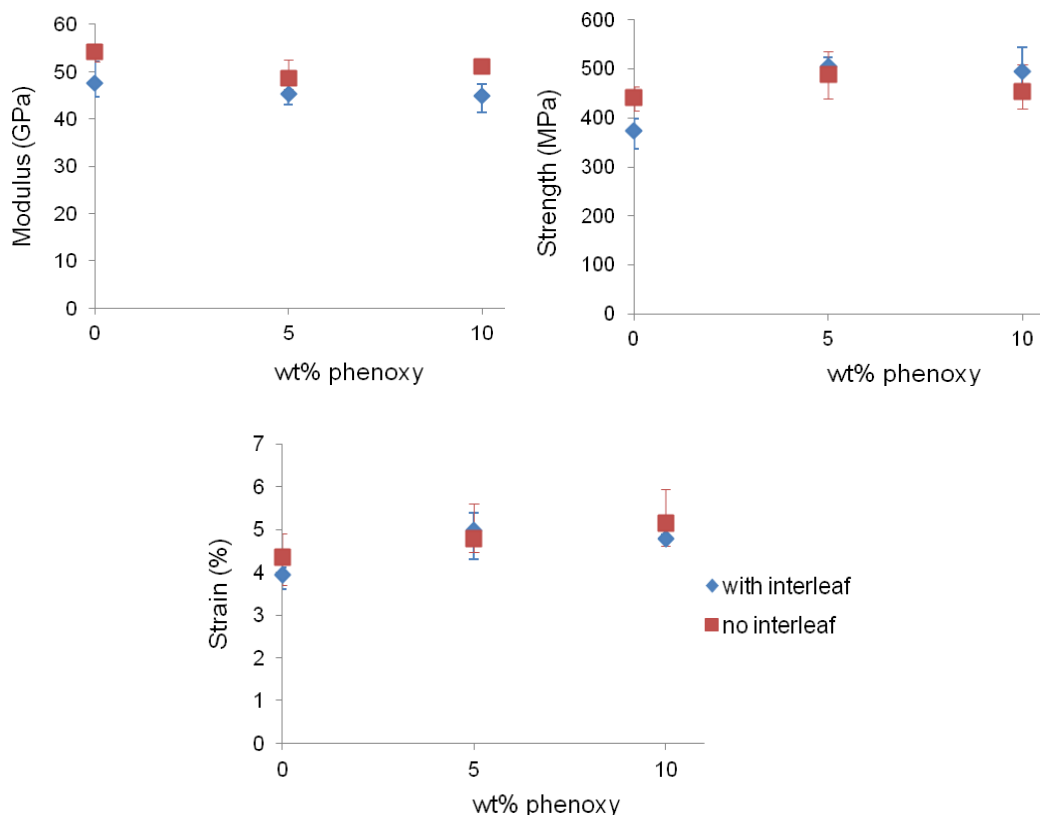 Modulus (GPa)
60
50
40
30
20
10
0
0 5 10
wt% phenoxy
Strength (MPa)
600
500
400
300
200
100
0
0 5 10
wt% phenoxy
Strain (%)
7
6
5
4
3
2
1
0
0 5 10
wt% phenoxy
with interleaf
no interleaf